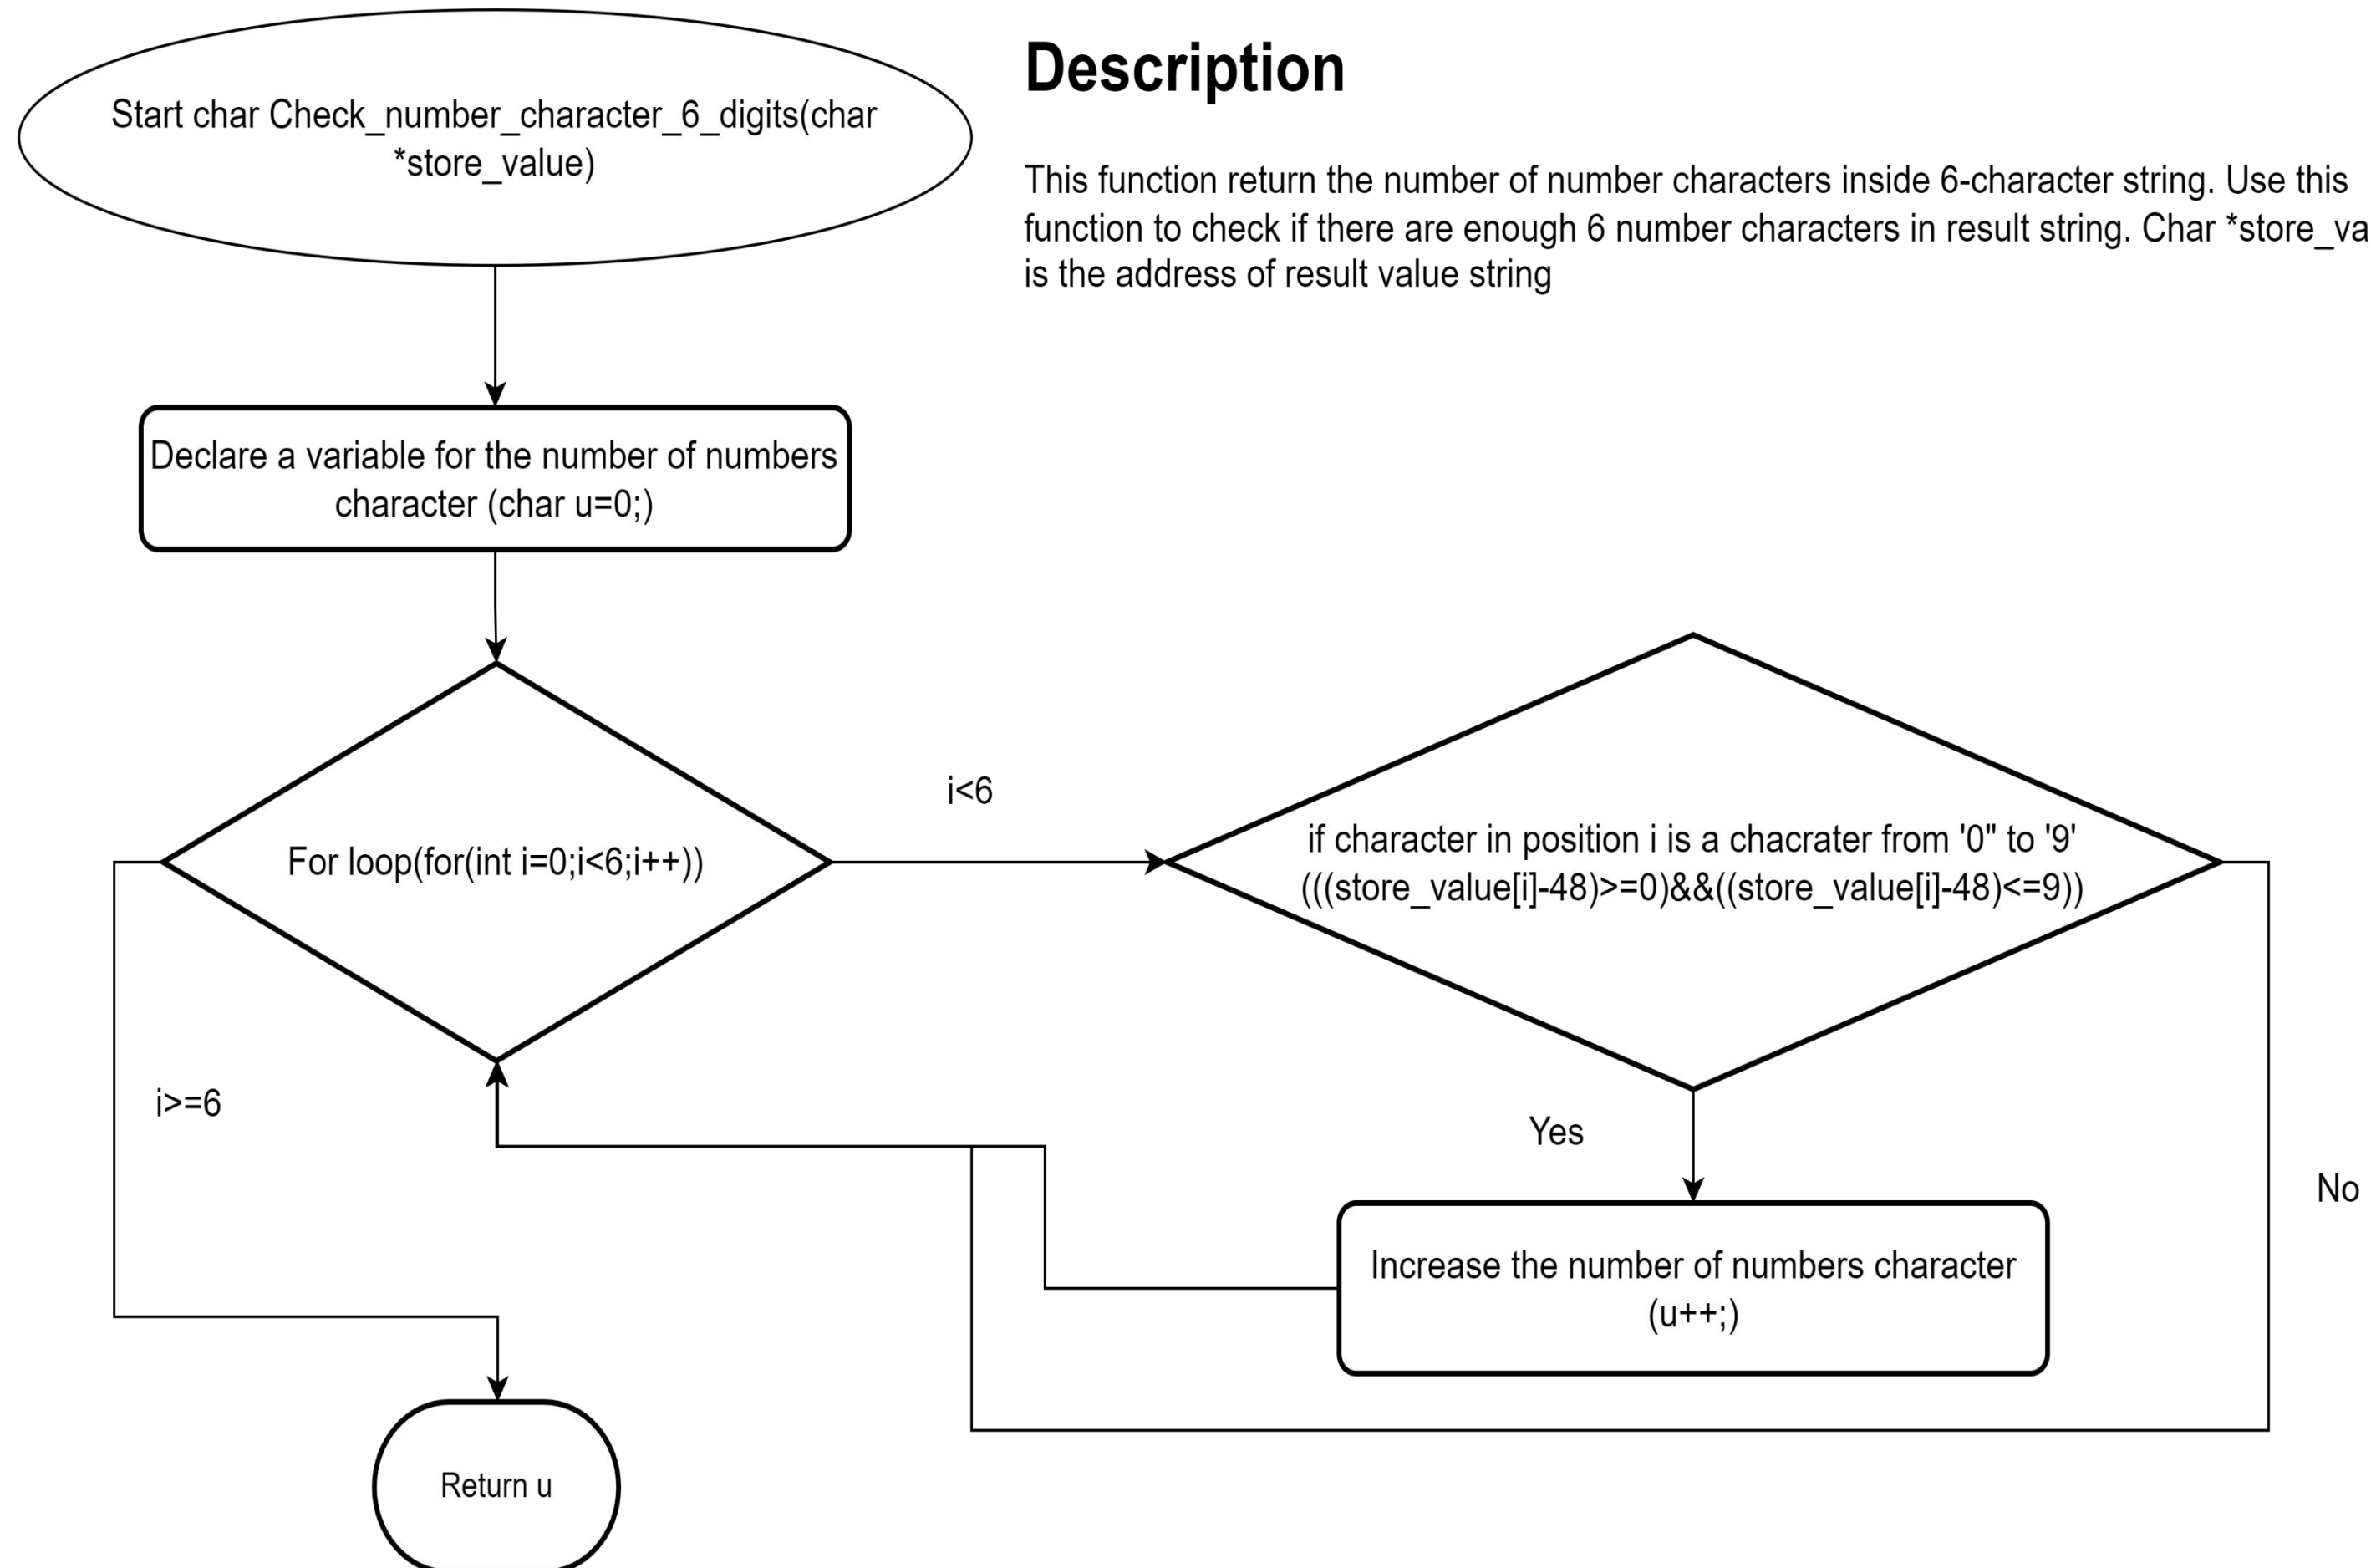 Start char Check_number_character_6_digits(char
*store_value)
Description
This function return the number of number characters inside 6-character string. Use this
function to check if there are enough 6 number characters in result string. Char *store_va
is the address of result value string
Declare a variable for the number of numbers
character (char u=0;)
For loop(for(int i=0;i<6;i++))
i<6
if character in position i is a chacrater from '0" to '9'
(((store_value[i]-48)>=0)&&((store_value[i]-48)<=9))
i>=6
Yes
No
Increase the number of numbers character
(u++;)
Return u